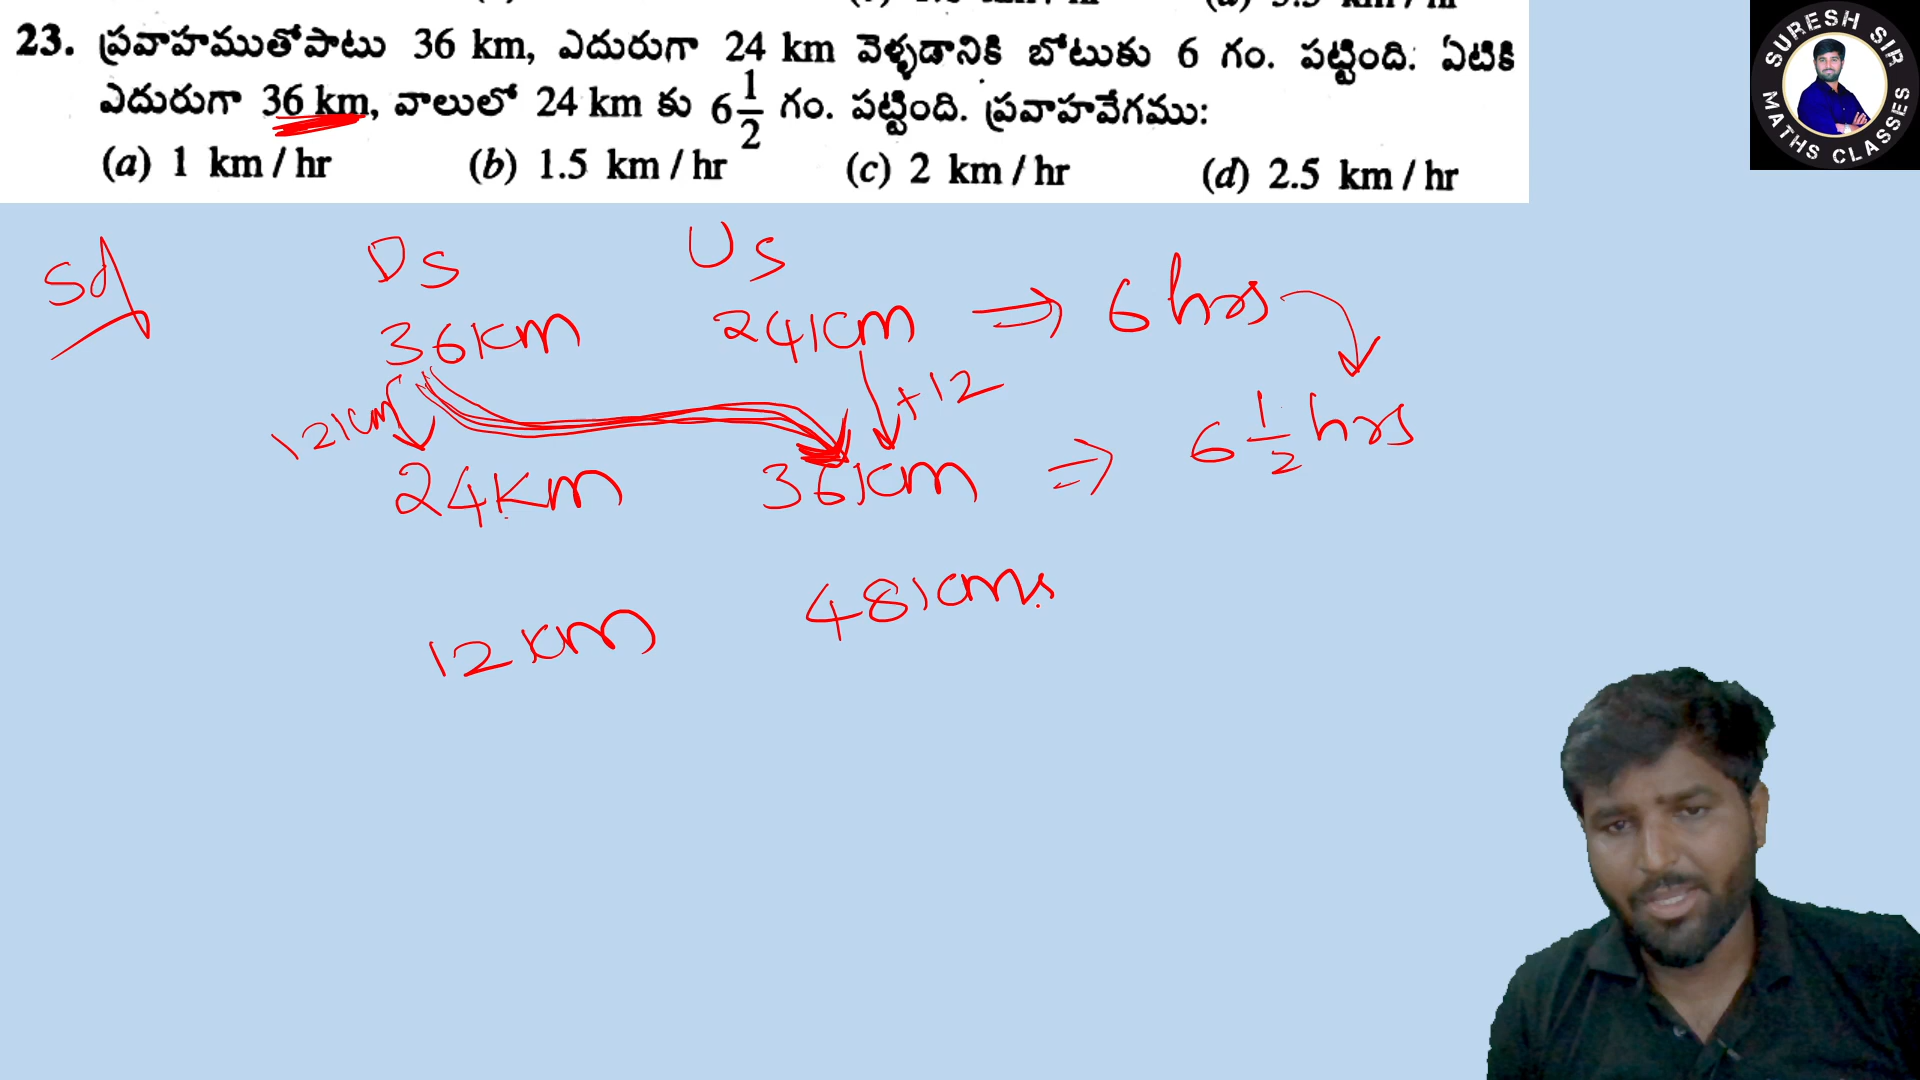 23. ప్రవాహముతోపాటు 36 km, ఎదురుగా 24 km వెళ్ళడానికి బోటుకు 6 గం. పట్టింది. ఏటికి
ఎదురుగా 36 km, వాలులో 24 km కు 6 1/2 గం. పట్టింది. ప్రవాహవేగము:
(a) 1 km / hr (b) 1.5 km / hr (c) 2 km / hr (d) 2.5 km / hr
SURESH SIR
MATHS CLASSES
Sol
DS US
36km 24km ⇒ 6 hrs
12km +12
24km 36km ⇒ 6 1/2 hrs
12km 48kms